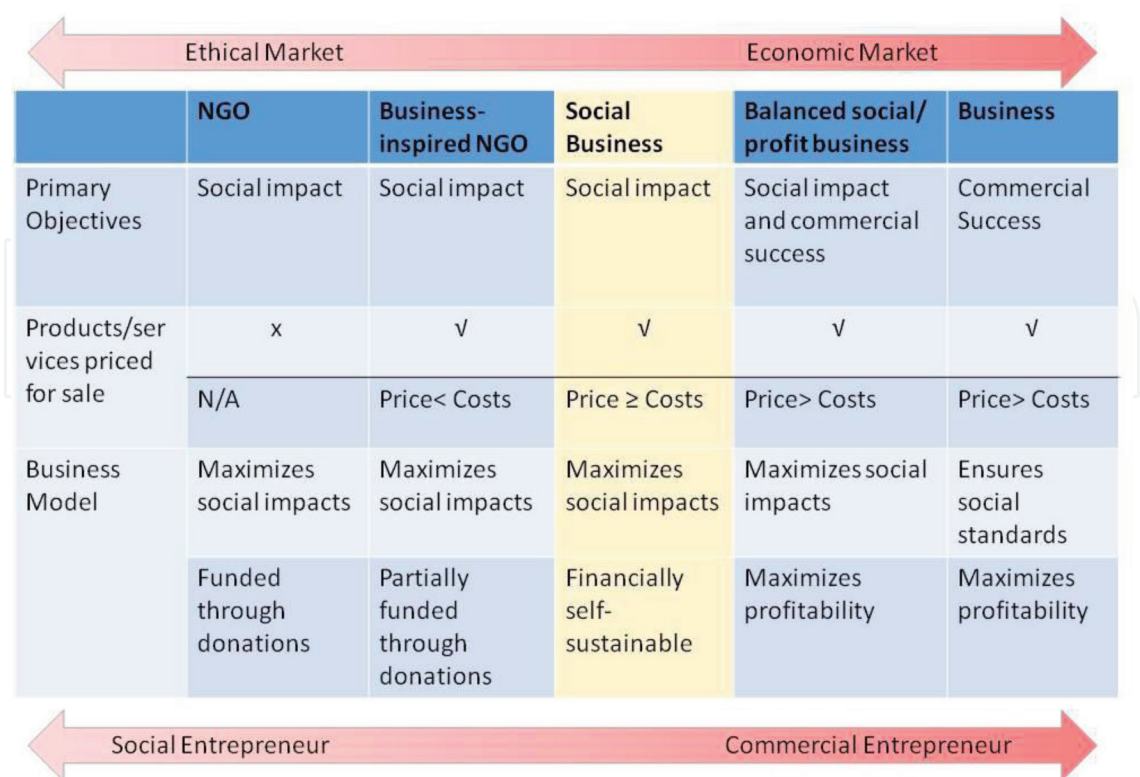 Ethical Market Economic Market
NGO Business- Social Balanced social/ Business
inspired NGO Business profit business
Primary Social impact Social impact Social impact Social impact Commercial
Objectives and commercial Success
success
Products/ser x √ √ √ √
vices priced
for sale N/A Price< Costs Price ≥ Costs Price> Costs Price> Costs
Business Maximizes Maximizes Maximizes Maximizes social Ensures
Model social impacts social impacts social impacts impacts social
standards
Funded Partially Financially Maximizes Maximizes
through funded self- profitability profitability
donations through sustainable
donations
Social Entrepreneur Commercial Entrepreneur